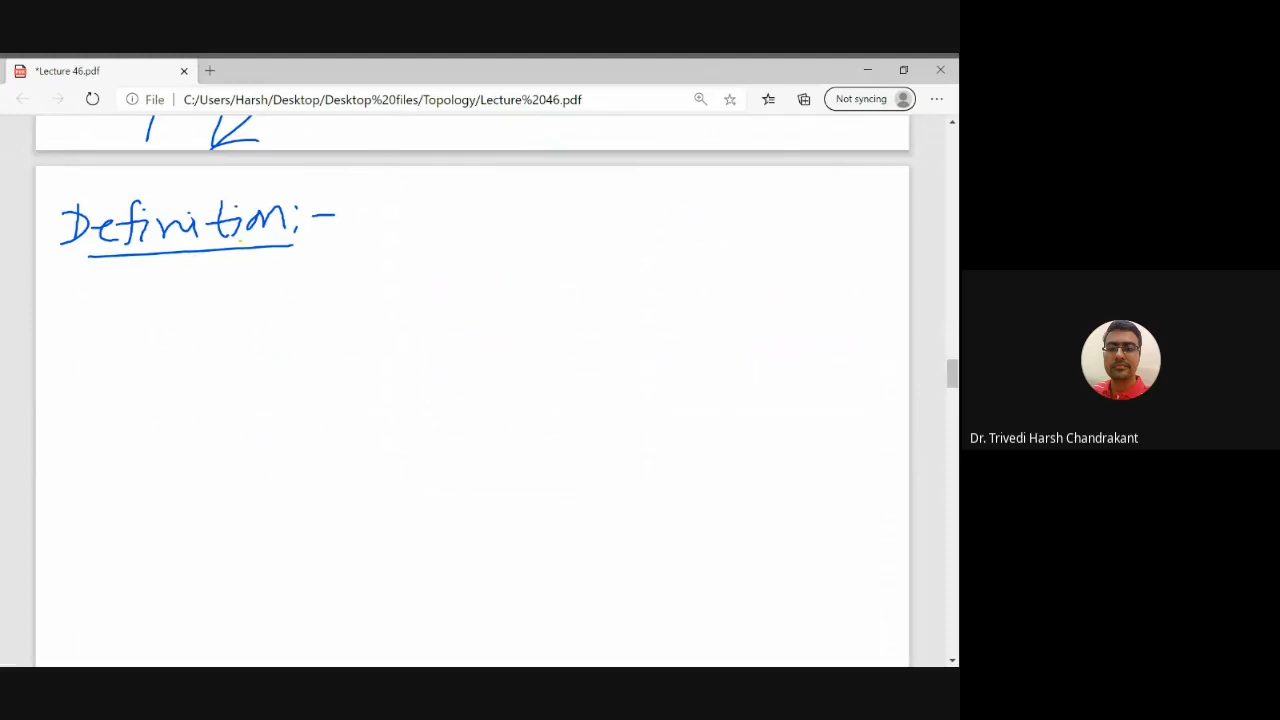 *Lecture 46.pdf
File | C:/Users/Harsh/Desktop/Desktop%20files/Topology/Lecture%2046.pdf
Not syncing
Definition:-
Dr. Trivedi Harsh Chandrakant